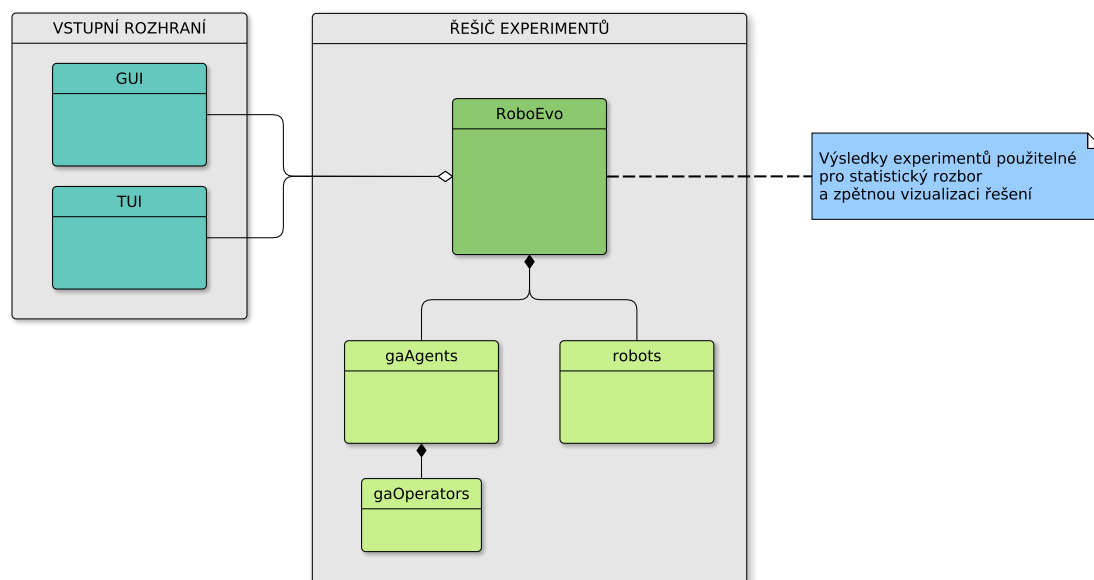 VSTUPNÍ ROZHRANÍ
GUI
TUI
ŘEŠIČ EXPERIMENTŮ
RoboEvo
gaAgents
robots
gaOperators
Výsledky experimentů použitelné
pro statistický rozbor
a zpětnou vizualizaci řešení